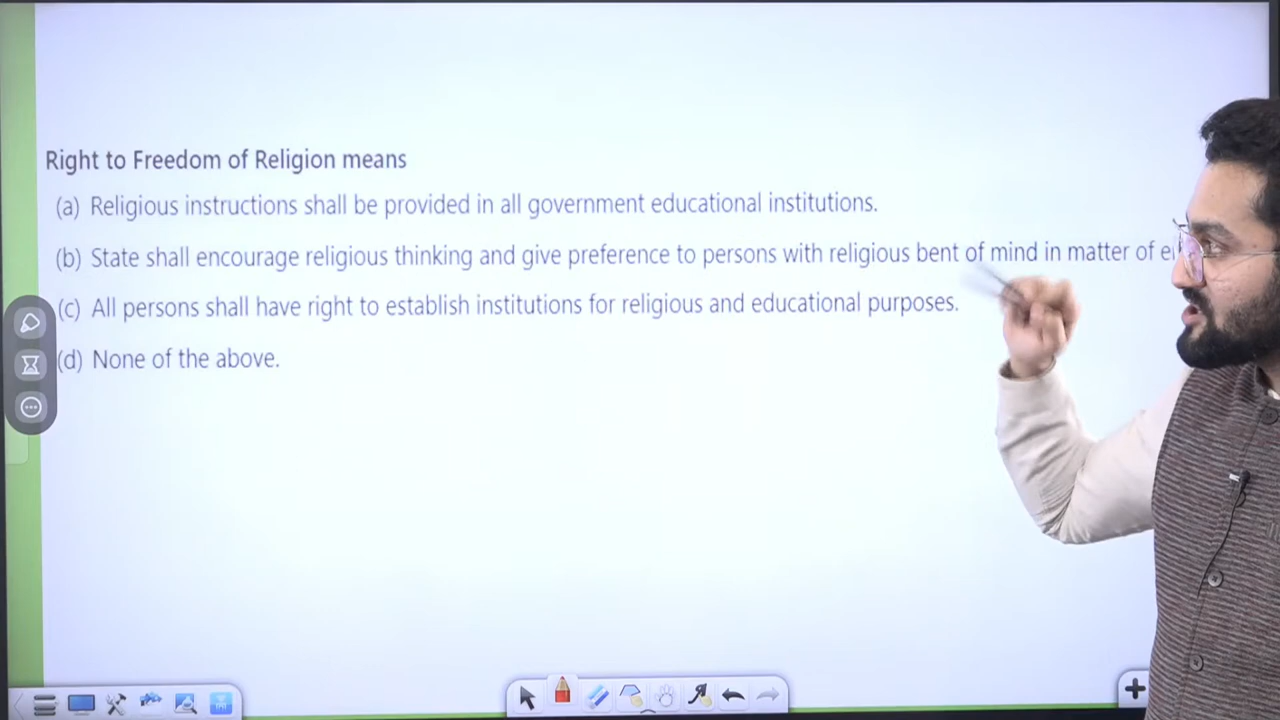 Right to Freedom of Religion means
(a) Religious instructions shall be provided in all government educational institutions.
(b) State shall encourage religious thinking and give preference to persons with religious bent of mind in matter of
(c) All persons shall have right to establish institutions for religious and educational purposes.
(d) None of the above.